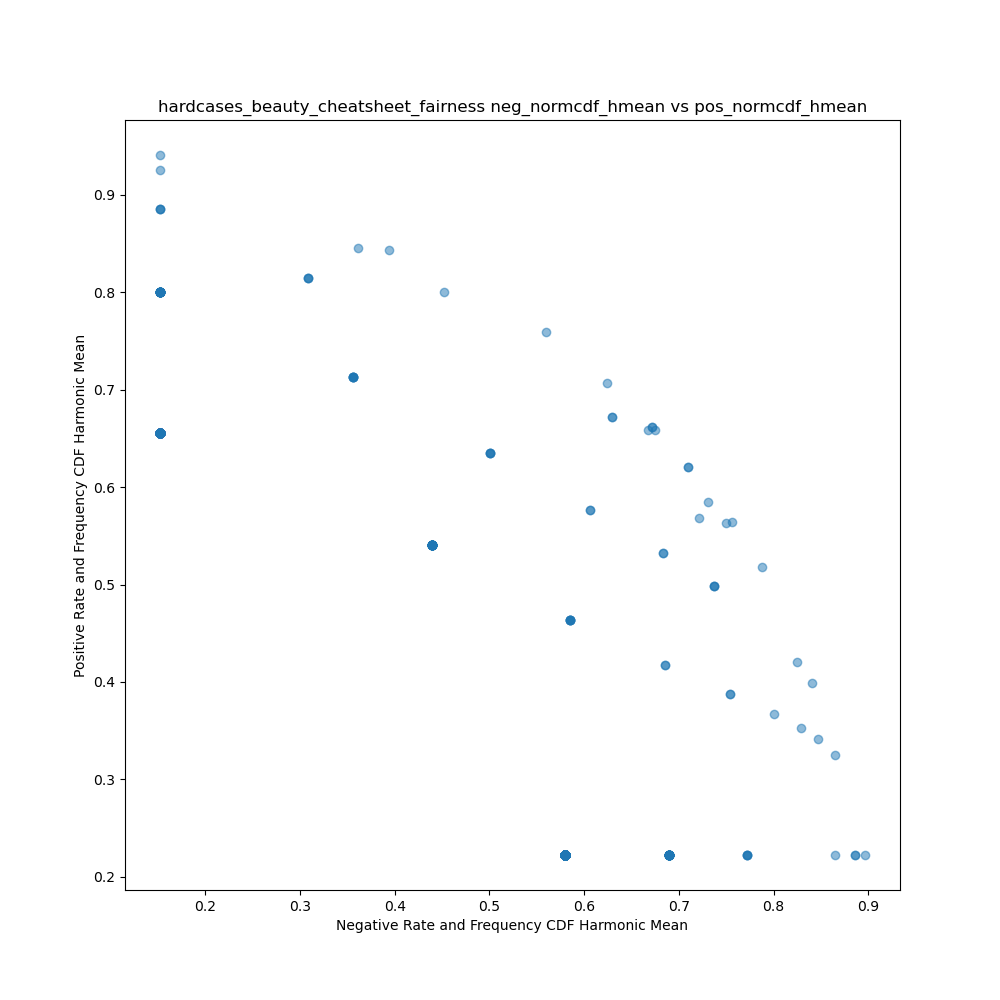 hardcases_beauty_cheatsheet_fairness neg_normcdf_hmean vs pos_normcdf_hmean
Positive Rate and Frequency CDF Harmonic Mean
0.9
0.8
0.7
0.6
0.5
0.4
0.3
0.2
0.2 0.3 0.4 0.5 0.6 0.7 0.8 0.9
Negative Rate and Frequency CDF Harmonic Mean